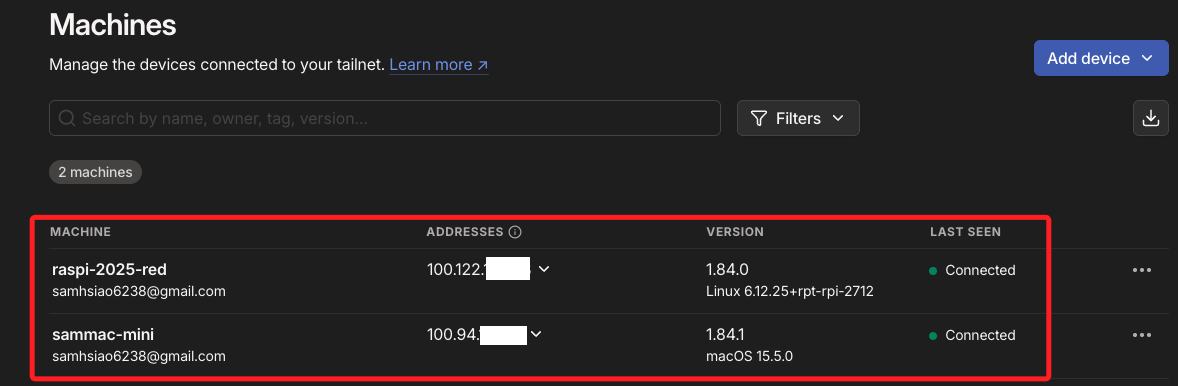 Machines
Manage the devices connected to your tailnet. Learn more ↗
Add device
Search by name, owner, tag, version...
Filters
2 machines
MACHINE ADDRESSES VERSION LAST SEEN
raspi-2025-red 100.122. 1.84.0 Connected
samhsiao6238@gmail.com Linux 6.12.25+rpt-rpi-2712
sammac-mini 100.94. 1.84.1 Connected
samhsiao6238@gmail.com macOS 15.5.0